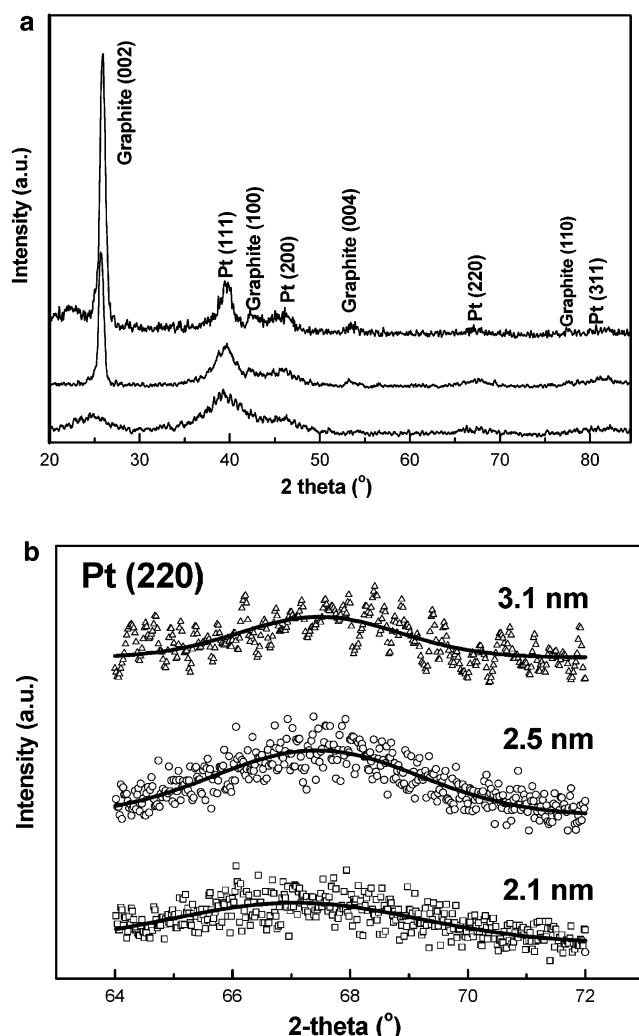 a
Intensity (a.u.)
Graphite (002)
Pt (111)
Graphite (100)
Pt (200)
Graphite (004)
Pt (220)
Graphite (110)
Pt (311)
20 30 40 50 60 70 80
2 theta (°)
b
Pt (220)
3.1 nm
2.5 nm
2.1 nm
Intensity (a.u.)
64 66 68 70 72
2-theta (°)